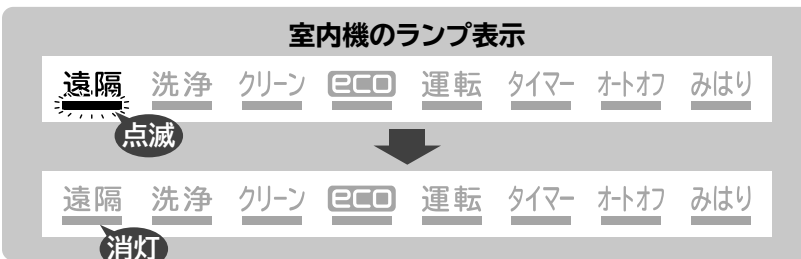 室内機のランプ表示
遠隔 洗浄 クリーン eco 運転 タイマー オートオフ みはり
点滅
遠隔 洗浄 クリーン eco 運転 タイマー オートオフ みはり
消灯